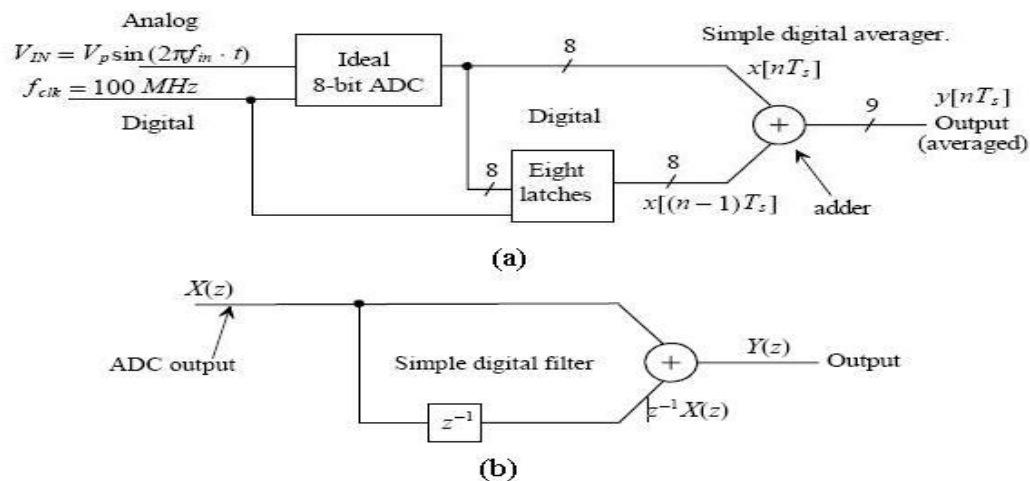 Analog
V_IN = V_p sin (2πf_in · t)
f_clk = 100 MHz
Digital
Ideal
8-bit ADC
8
Simple digital averager.
x[nT_s]
Digital
+
9
y[nT_s]
Output
(averaged)
8
Eight
latches
8
x[(n − 1)T_s]
adder
(a)
X(z)
ADC output
Simple digital filter
+
Y(z)
Output
z⁻¹
z⁻¹ X(z)
(b)